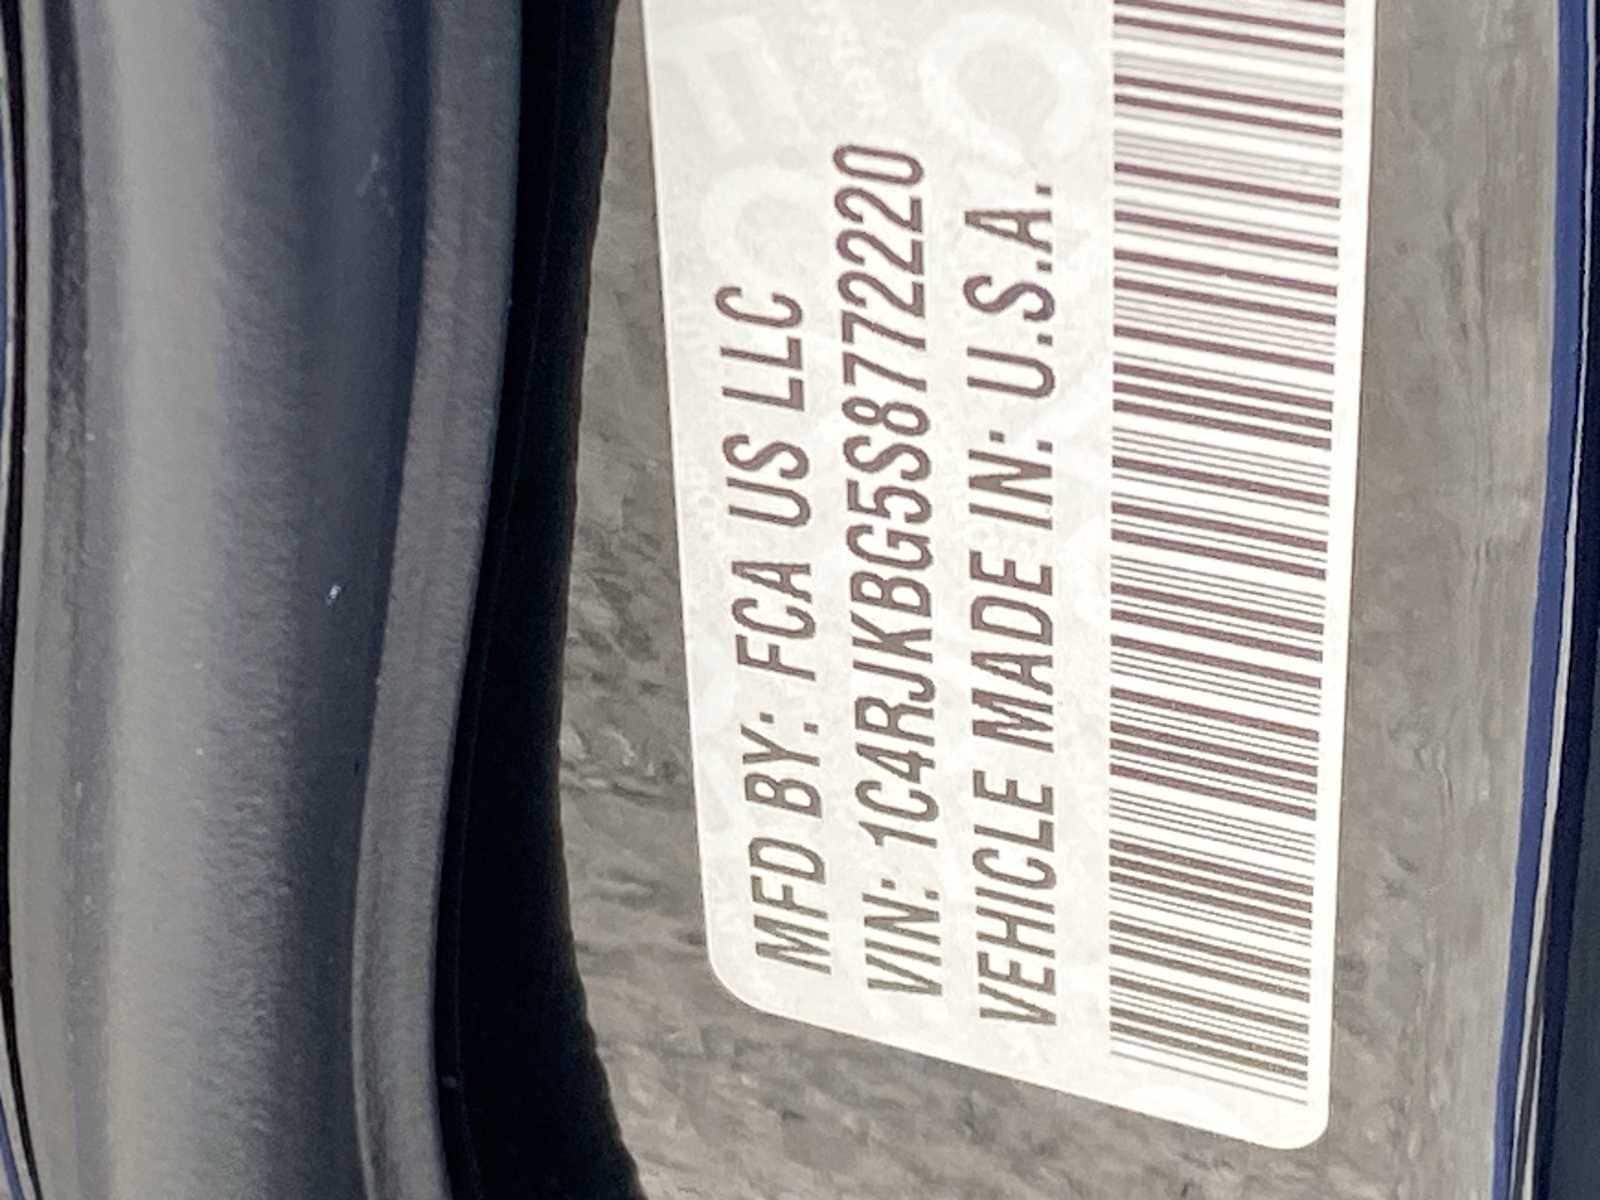 MFD BY: FCA US LLC
VIN: 1C4RJKBG5S8772220
VEHICLE MADE IN: U.S.A.